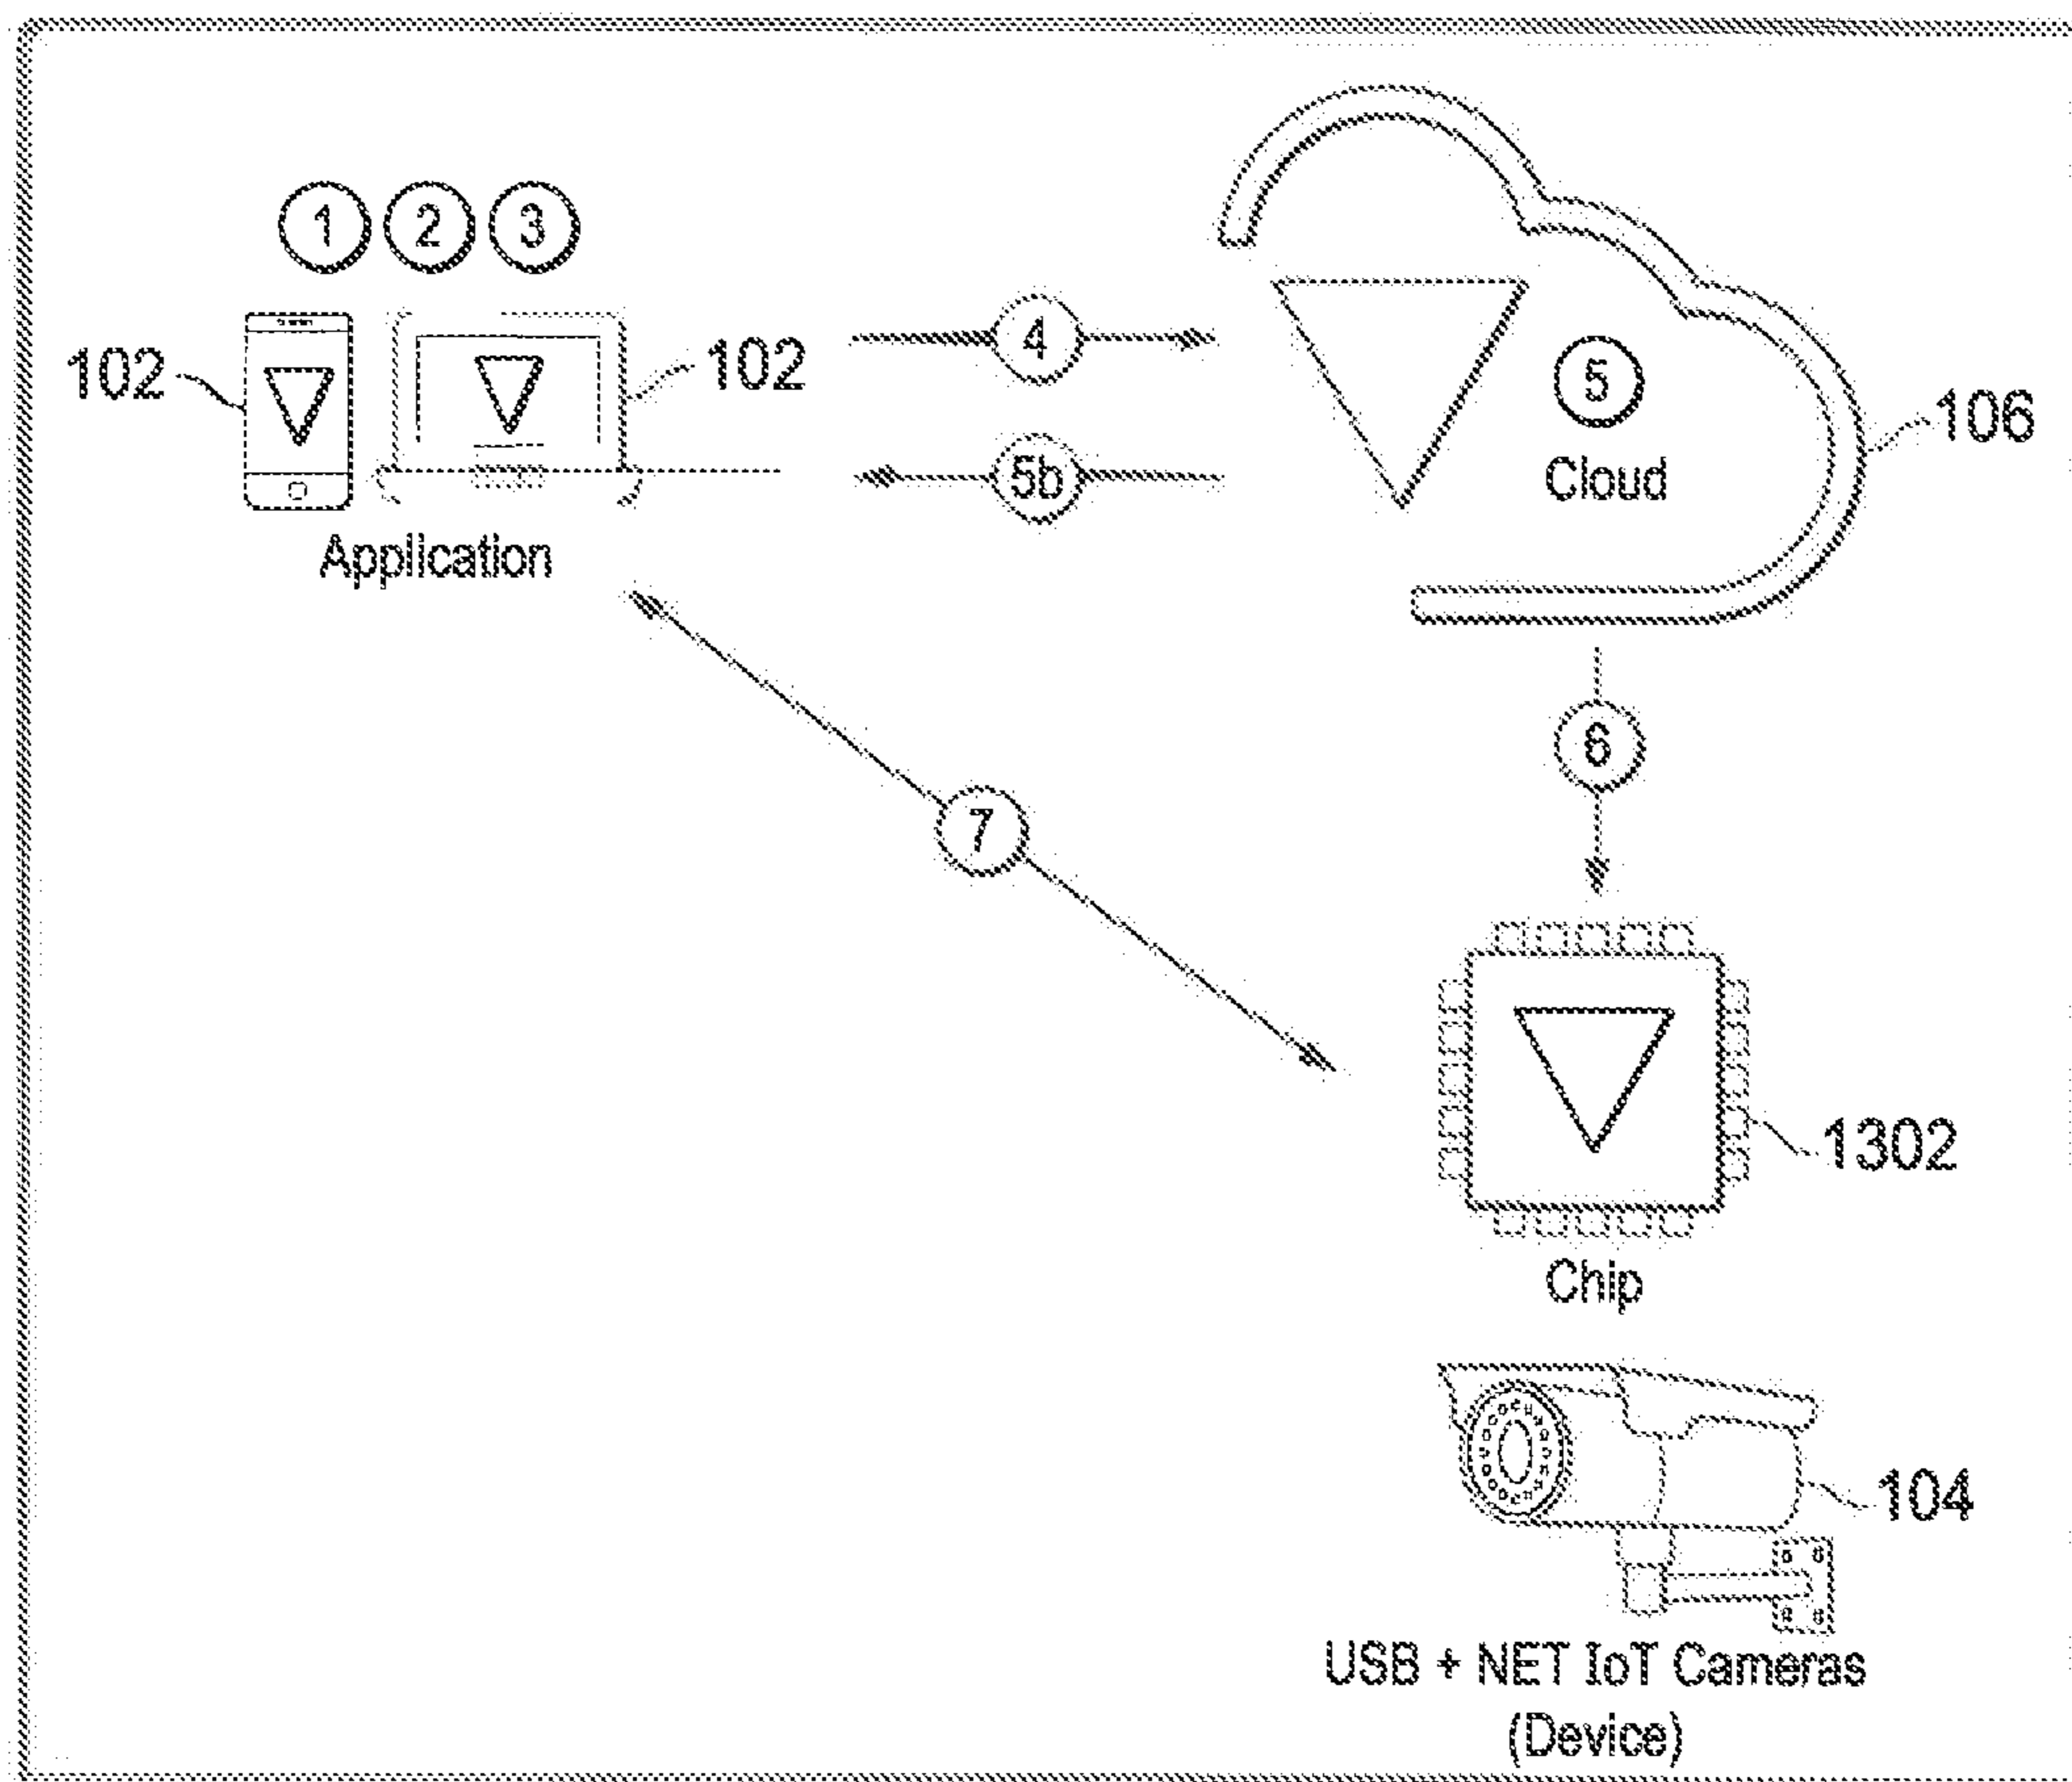 1 2 3
102
102
4
5
5b
Cloud
106
Application
6
7
1302
Chip
104
USB + NET IoT Cameras
(Device)